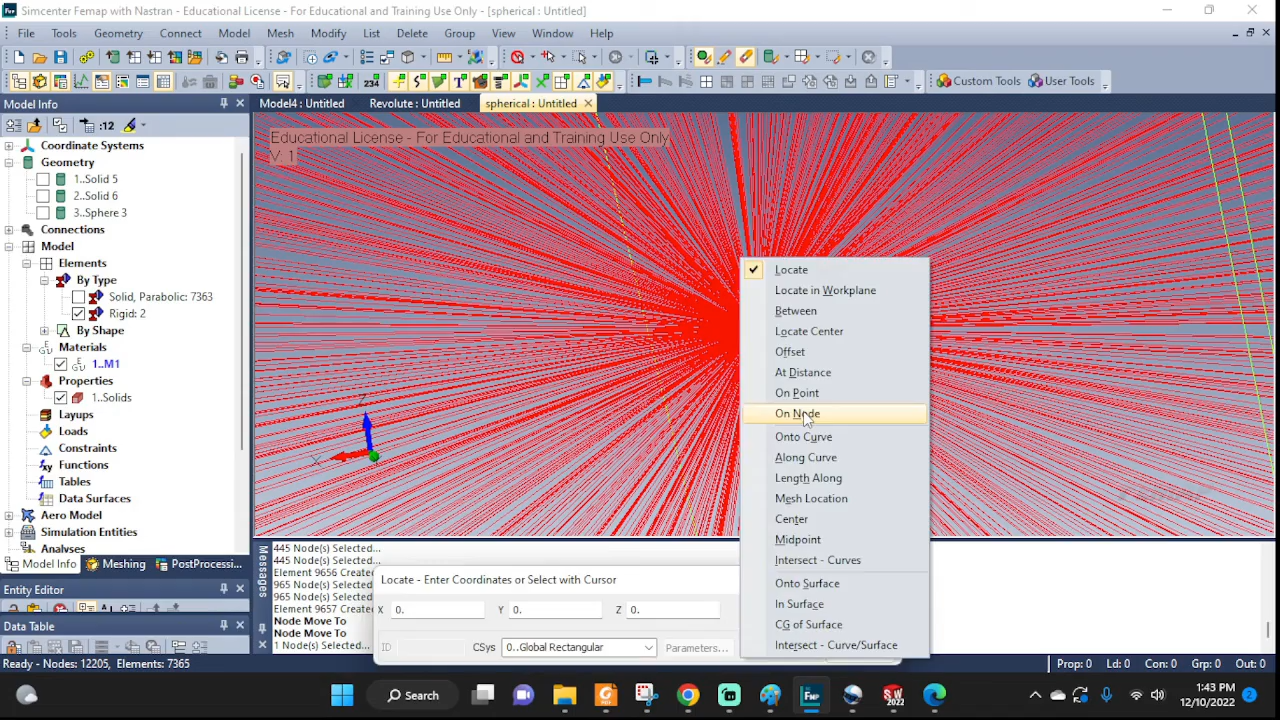 Simcenter Femap with Nastran - Educational License - For Educational and Training Use Only - [spherical : Untitled]
File Tools Geometry Connect Model Mesh Modify List Delete Group View Window Help
234 Custom Tools User Tools
Model Info
Model4 : Untitled Revolute : Untitled spherical : Untitled
:12
Educational License - For Educational and Training Use Only
V: 1
Coordinate Systems
Geometry
1..Solid 5
2..Solid 6
3..Sphere 3
Connections
Model
Elements
By Type
Solid, Parabolic: 7363
Rigid: 2
By Shape
Materials
1..M1
Properties
1..Solids
Layups
Loads
Constraints
Functions
Tables
Data Surfaces
Aero Model
Simulation Entities
Analyses
Model Info Meshing PostProcessi...
Entity Editor
Data Table
Z
X
Locate
Locate in Workplane
Between
Locate Center
Offset
At Distance
On Point
On Node
Onto Curve
Along Curve
Length Along
Mesh Location
Center
Midpoint
Intersect - Curves
Onto Surface
In Surface
CG of Surface
Intersect - Curve/Surface
Messages
445 Node(s) Selected...
445 Node(s) Selected...
Element 9656 Create
965 Node(s) Selected...
965 Node(s) Selected...
Element 9657 Create
Node Move To
Node Move To
1 Node(s) Selected...
Locate - Enter Coordinates or Select with Cursor
X 0. Y 0. Z 0.
ID CSys 0..Global Rectangular Parameters...
Ready - Nodes: 12205, Elements: 7365
Prop: 0 Ld: 0 Con: 0 Grp: 0 Out: 0
Search
1:43 PM
12/10/2022